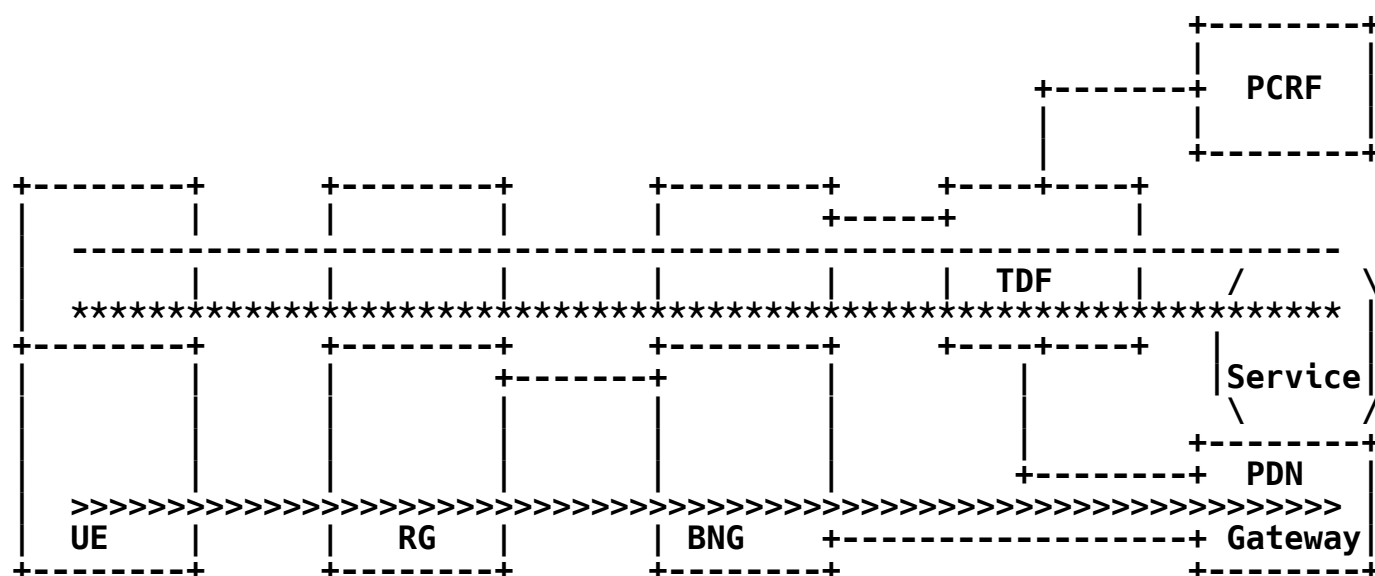 PCRF
TDF
Service
PDN
UE RG BNG Gateway